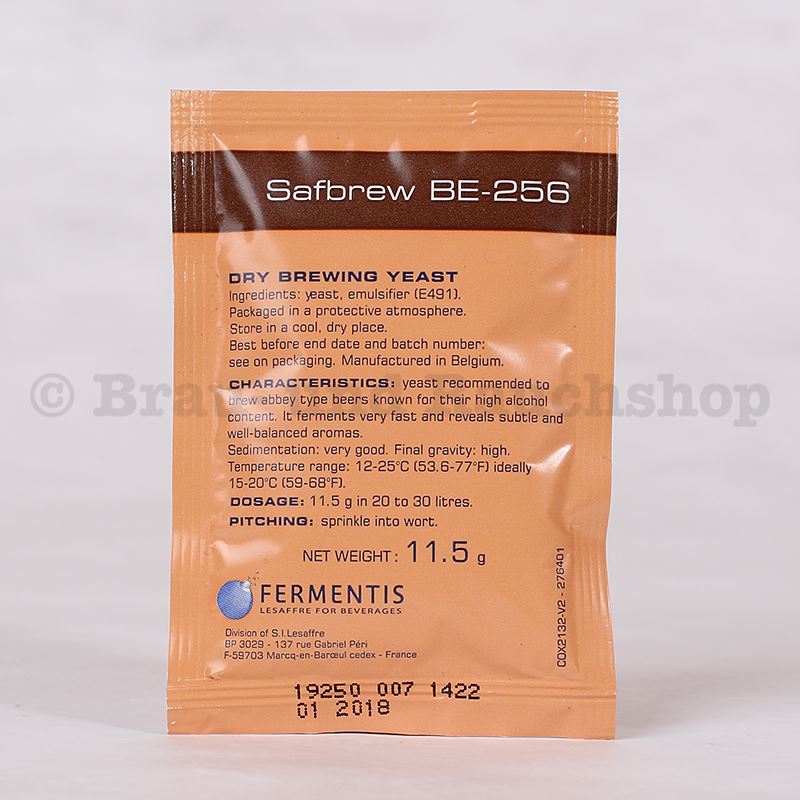 Safbrew BE-256
DRY BREWING YEAST
Ingredients: yeast, emulsifier (E491).
Packaged in a protective atmosphere.
Store in a cool, dry place.
Best before end date and batch number:
see on packaging. Manufactured in Belgium.
CHARACTERISTICS: yeast recommended to
brew abbey type beers known for their high alcohol
content. It ferments very fast and reveals subtle and
well-balanced aromas.
Sedimentation: very good. Final gravity: high.
Temperature range: 12-25°C (53.6-77°F) ideally
15-20°C (59-68°F).
DOSAGE: 11.5 g in 20 to 30 litres.
PITCHING: sprinkle into wort.
NET WEIGHT : 11.5 g
FERMENTIS
LESAFFRE FOR BEVERAGES
Division of S.I.Lesaffre
BP 3029 - 137 rue Gabriel Péri
F-59703 Marcq-en-Barœul cedex - France
COX2132-V2 - 276401
19250 007 1422
01 2018